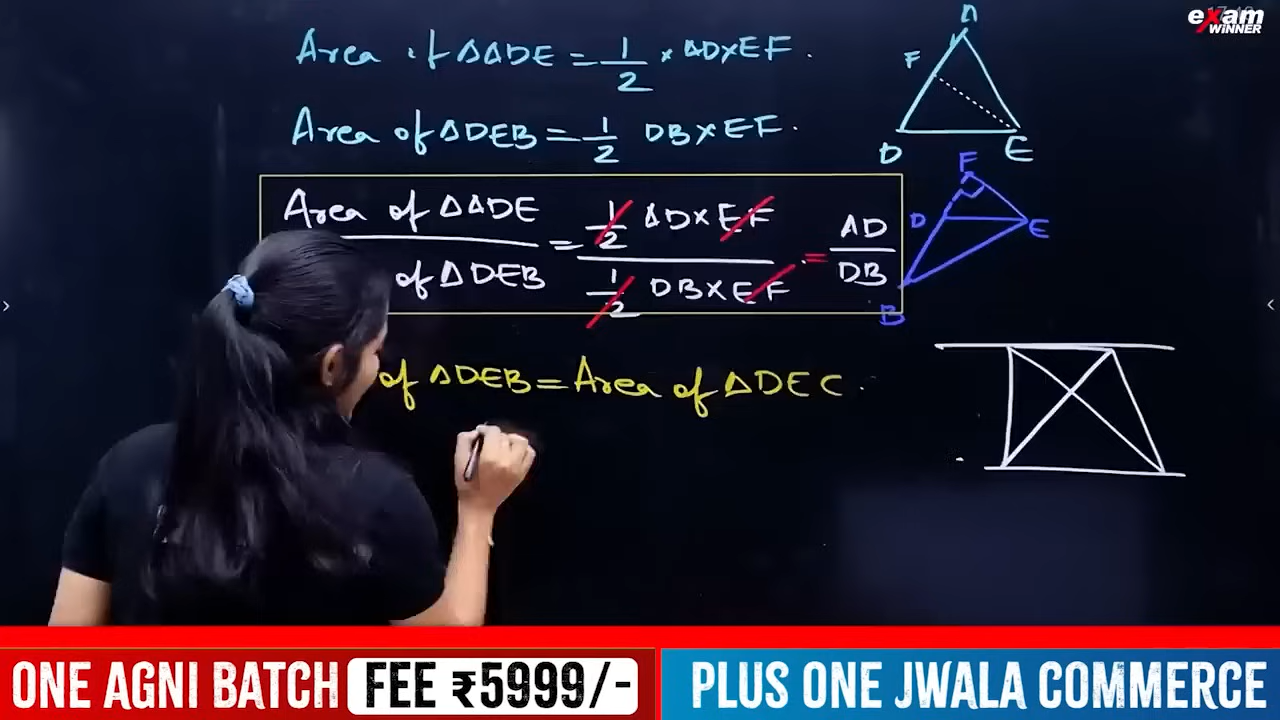 exam
WINNER
Area of ΔADE = 1/2 × AD×EF.
Area of ΔDEB = 1/2 DB×EF.
Area of ΔADE / of ΔDEB = 1/2 AD×EF / 1/2 DB×EF = AD/DB
of ΔDEB = Area of ΔDEC.
A
F
D
E
F
D
E
B
ONE AGNI BATCH FEE ₹5999/-
PLUS ONE JWALA COMMERCE